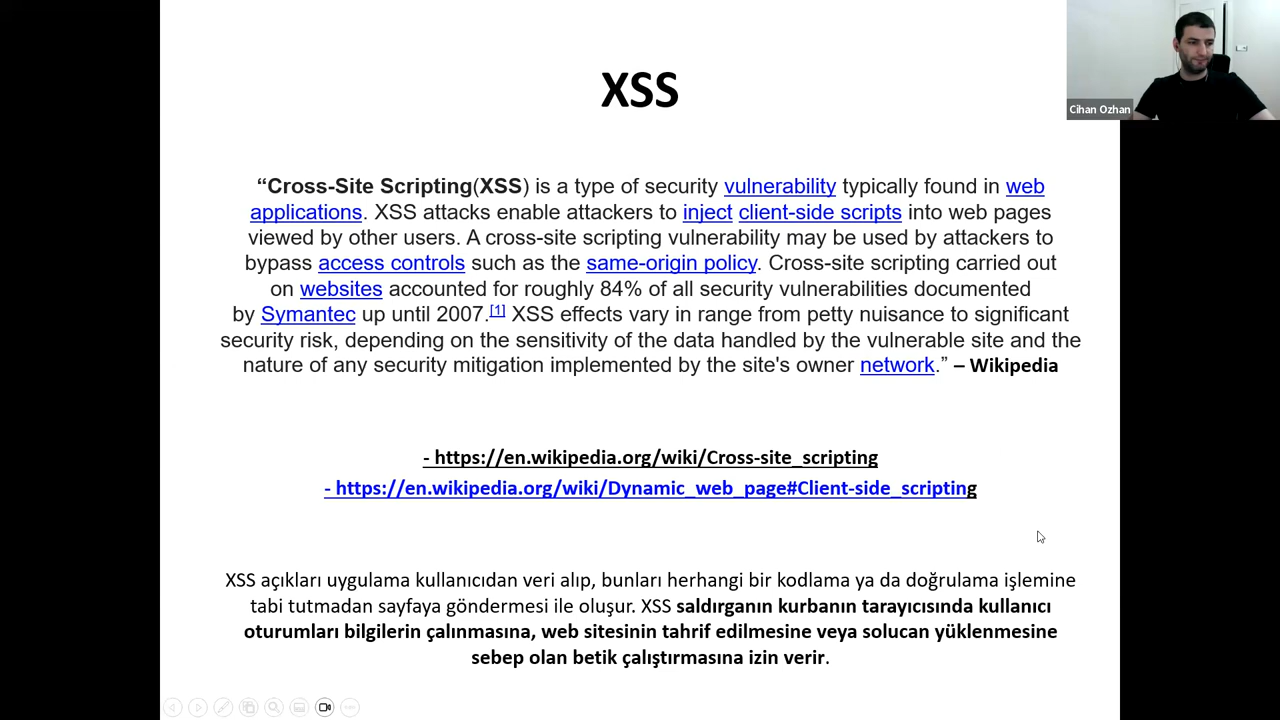 XSS
Cihan Ozhan
“Cross-Site Scripting(XSS) is a type of security vulnerability typically found in web
applications. XSS attacks enable attackers to inject client-side scripts into web pages
viewed by other users. A cross-site scripting vulnerability may be used by attackers to
bypass access controls such as the same-origin policy. Cross-site scripting carried out
on websites accounted for roughly 84% of all security vulnerabilities documented
by Symantec up until 2007.[1] XSS effects vary in range from petty nuisance to significant
security risk, depending on the sensitivity of the data handled by the vulnerable site and the
nature of any security mitigation implemented by the site's owner network.” – Wikipedia
- https://en.wikipedia.org/wiki/Cross-site_scripting
- https://en.wikipedia.org/wiki/Dynamic_web_page#Client-side_scripting
XSS açıkları uygulama kullanıcıdan veri alıp, bunları herhangi bir kodlama ya da doğrulama işlemine
tabi tutmadan sayfaya göndermesi ile oluşur. XSS saldırganın kurbanın tarayıcısında kullanıcı
oturumları bilgilerin çalınmasına, web sitesinin tahrif edilmesine veya solucan yüklenmesine
sebep olan betik çalıştırmasına izin verir.